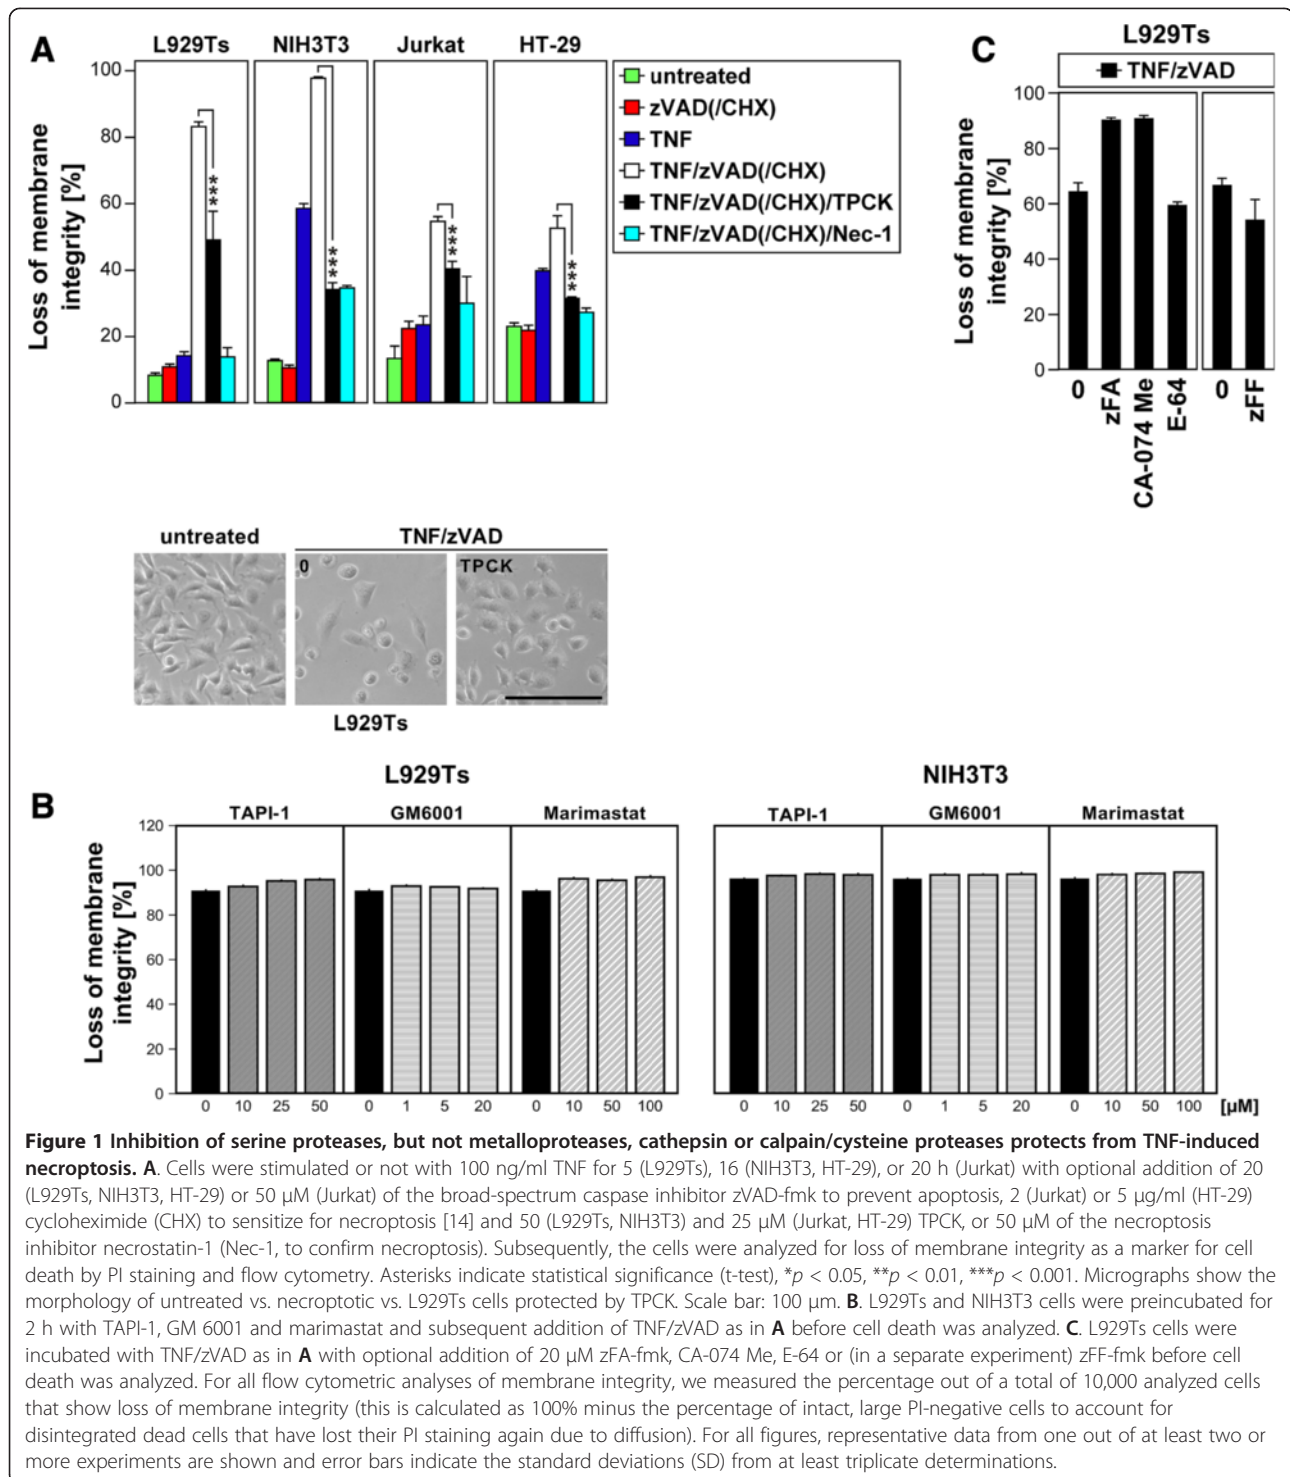 A
L929Ts NIH3T3 Jurkat HT-29
Loss of membrane
integrity [%]
100
80
60
40
20
0
***
***
***
***
untreated
zVAD(/CHX)
TNF
TNF/zVAD(/CHX)
TNF/zVAD(/CHX)/TPCK
TNF/zVAD(/CHX)/Nec-1
C
L929Ts
TNF/zVAD
Loss of membrane
integrity [%]
100
80
60
40
20
0
0 zFA CA-074 Me E-64 0 zFF
untreated TNF/zVAD
0 TPCK
L929Ts
B
L929Ts NIH3T3
TAPI-1 GM6001 Marimastat TAPI-1 GM6001 Marimastat
Loss of membrane
integrity [%]
120
100
80
60
40
20
0
0 10 25 50 0 1 5 20 0 10 50 100 0 10 25 50 0 1 5 20 0 10 50 100 [µM]
Figure 1 Inhibition of serine proteases, but not metalloproteases, cathepsin or calpain/cysteine proteases protects from TNF-induced
necroptosis. A. Cells were stimulated or not with 100 ng/ml TNF for 5 (L929Ts), 16 (NIH3T3, HT-29), or 20 h (Jurkat) with optional addition of 20
(L929Ts, NIH3T3, HT-29) or 50 µM (Jurkat) of the broad-spectrum caspase inhibitor zVAD-fmk to prevent apoptosis, 2 (Jurkat) or 5 µg/ml (HT-29)
cycloheximide (CHX) to sensitize for necroptosis [14] and 50 (L929Ts, NIH3T3) and 25 µM (Jurkat, HT-29) TPCK, or 50 µM of the necroptosis
inhibitor necrostatin-1 (Nec-1, to confirm necroptosis). Subsequently, the cells were analyzed for loss of membrane integrity as a marker for cell
death by PI staining and flow cytometry. Asterisks indicate statistical significance (t-test), *p < 0.05, **p < 0.01, ***p < 0.001. Micrographs show the
morphology of untreated vs. necroptotic vs. L929Ts cells protected by TPCK. Scale bar: 100 µm. B. L929Ts and NIH3T3 cells were preincubated for
2 h with TAPI-1, GM 6001 and marimastat and subsequent addition of TNF/zVAD as in A before cell death was analyzed. C. L929Ts cells were
incubated with TNF/zVAD as in A with optional addition of 20 µM zFA-fmk, CA-074 Me, E-64 or (in a separate experiment) zFF-fmk before cell
death was analyzed. For all flow cytometric analyses of membrane integrity, we measured the percentage out of a total of 10,000 analyzed cells
that show loss of membrane integrity (this is calculated as 100% minus the percentage of intact, large PI-negative cells to account for
disintegrated dead cells that have lost their PI staining again due to diffusion). For all figures, representative data from one out of at least two or
more experiments are shown and error bars indicate the standard deviations (SD) from at least triplicate determinations.